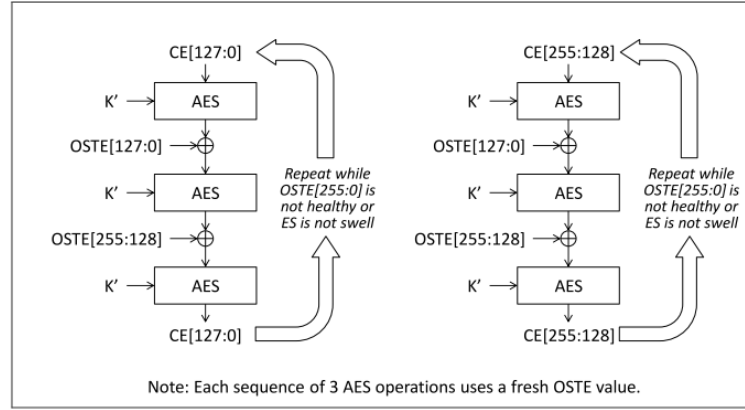 CE[127:0]
K’
AES
OSTE[127:0]
K’
AES
OSTE[255:128]
K’
AES
CE[127:0]
Repeat while
OSTE[255:0] is
not healthy or
ES is not swell
CE[255:128]
K’
AES
OSTE[127:0]
K’
AES
OSTE[255:128]
K’
AES
CE[255:128]
Repeat while
OSTE[255:0] is
not healthy or
ES is not swell
Note: Each sequence of 3 AES operations uses a fresh OSTE value.